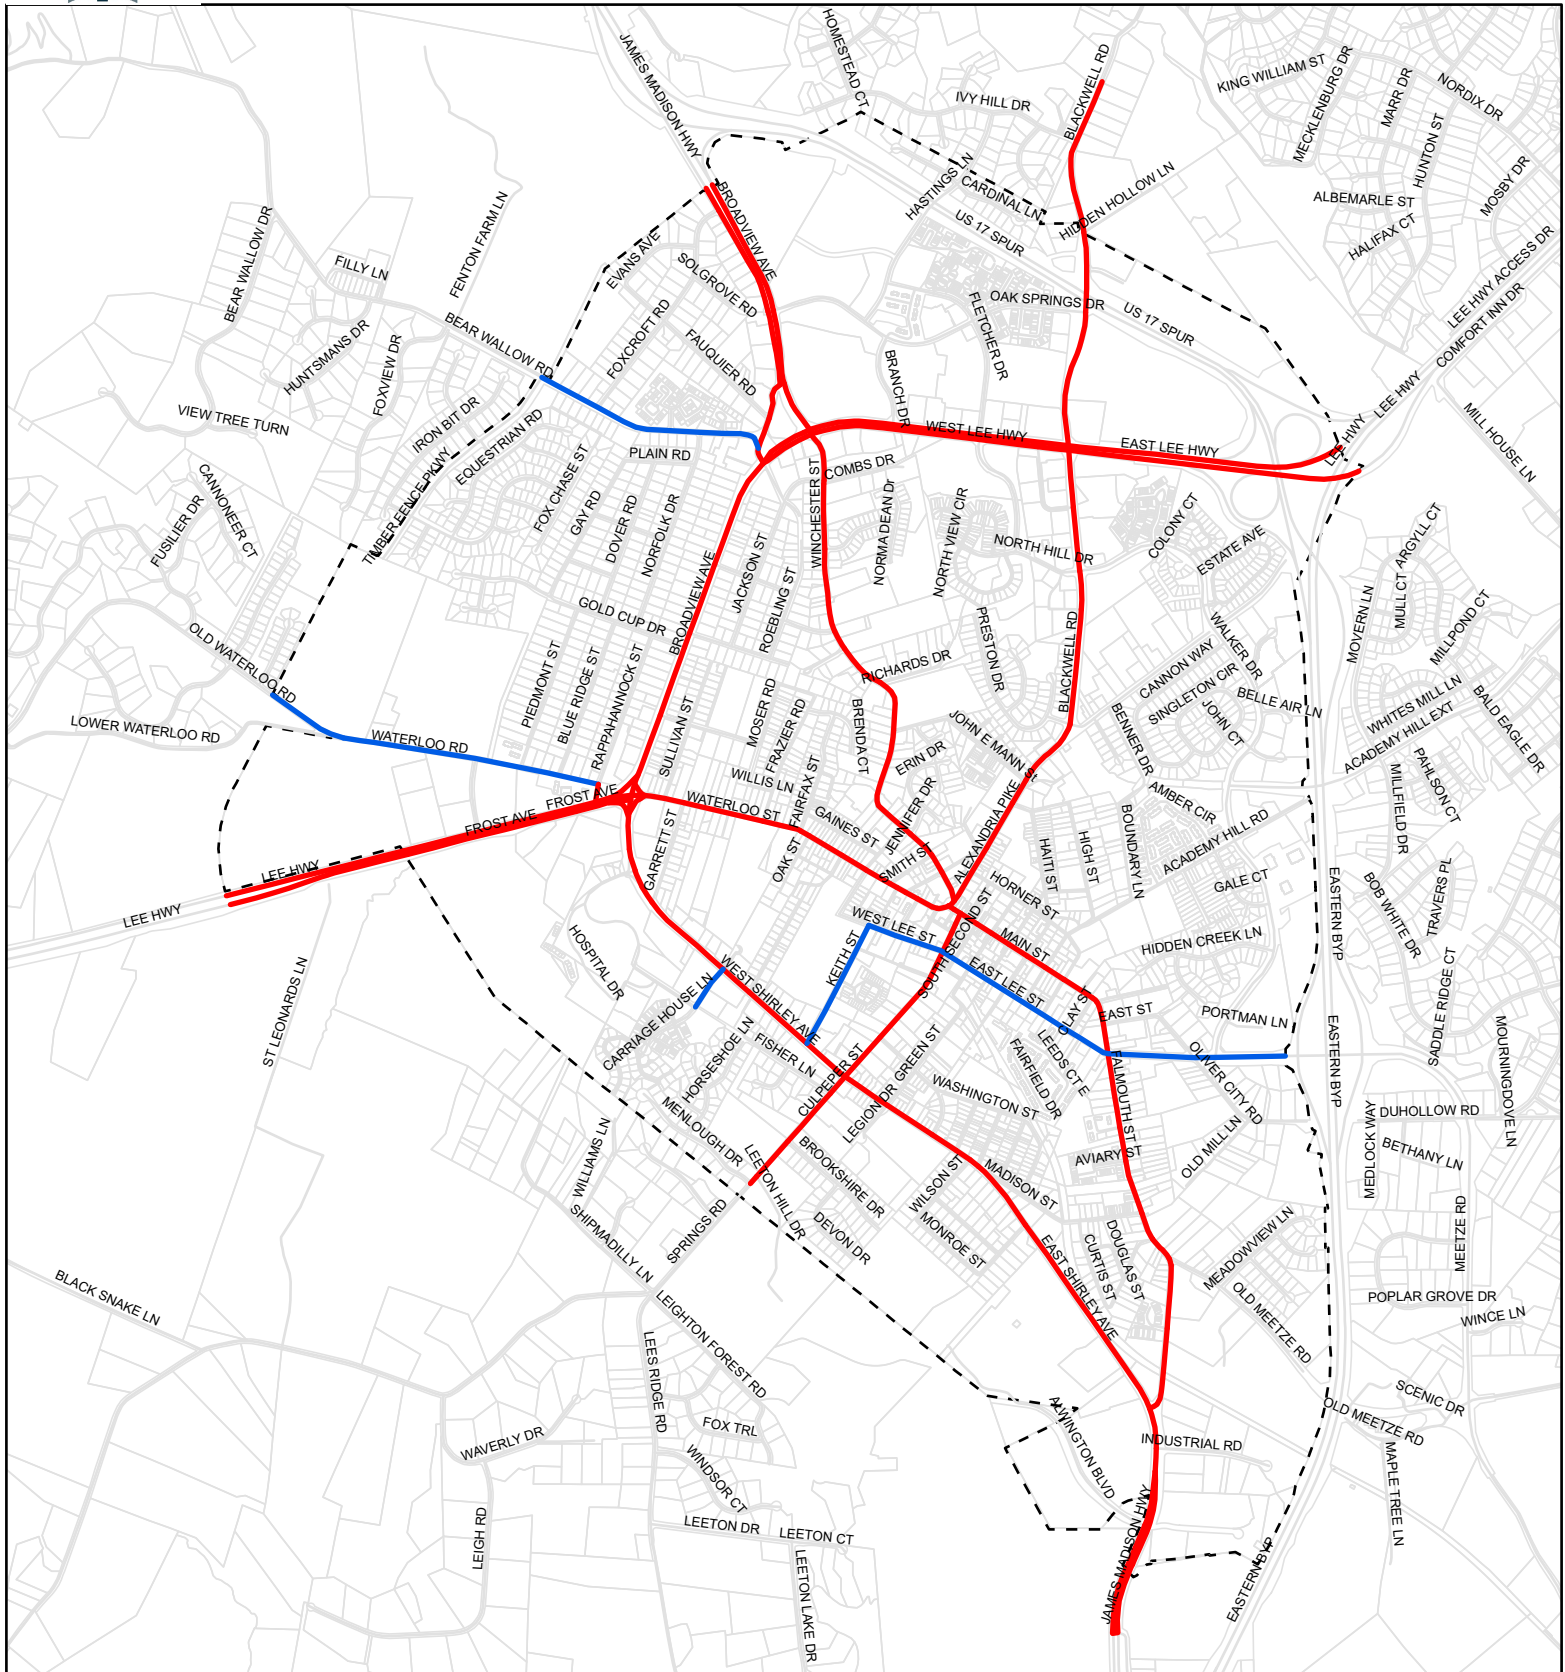 HOMESTEAD CT
JAMES MADISON HWY
BLACKWELL RD
KING WILLIAM ST
MECKLENBURG DR
MARR DR
NORDIX DR
IVY HILL DR
HUNTON ST
MOSBY DR
HASTINGS LN
CARDINAL LN
HIDDEN HOLLOW LN
ALBEMARLE ST
HALIFAX CT
US 17 SPUR
BROADVIEW AVE
EVANS AVE
SOLGROVE RD
FENTON FARM LN
BEAR WALLOW DR
FILLY LN
LEE HWY ACCESS DR
COMFORT INN DR
OAK SPRINGS DR
US 17 SPUR
FLETCHER DR
BEAR WALLOW RD
HUNTSMANS DR
FOXVIEW DR
FOXCROFT RD
FAUQUIER RD
BRANCH DR
LEE HWY
LEE HWY
MILL HOUSE LN
VIEW TREE TURN
IRON BIT DR
EQUESTRIAN RD
WEST LEE HWY
EAST LEE HWY
PLAIN RD
COMBS DR
FOX CHASE ST
GAY RD
DOVER RD
NORFOLK DR
WINCHESTER ST
NORMA DEAN Dr
NORTH VIEW CIR
CANNONEER CT
FUSILIER DR
TIMBER FENCE PKWY
NORTH HILL DR
COLONY CT
ESTATE AVE
ARGYLL CT
MULL CT
MOVERN LN
MILLPOND CT
JACKSON ST
ROEBLING ST
BROADVIEW AVE
GOLD CUP DR
PRESTON DR
RICHARDS DR
BLACKWELL RD
WALKER DR
CANNON WAY
SINGLETON CIR
BELLE AIR LN
JOHN CT
BENNER DR
WHITES MILL LN
BALD EAGLE DR
ACADEMY HILL EXT
OLD WATERLOO RD
LOWER WATERLOO RD
WATERLOO RD
PIEDMONT ST
BLUE RIDGE ST
RAPPAHANNOCK ST
SULLIVAN ST
MOSER RD
FRAZIER RD
BRENDA CT
JOHN E MANN St
ERIN DR
WILLIS LN
FAIRFAX ST
JENNIFER DR
GAINES ST
WATERLOO ST
FROST AVE
FROST AVE
GARRETT ST
OAK ST
SMITH ST
ALEXANDRIA PIKE
AMBER CIR
BOUNDARY LN
HIGH ST
HAITI ST
ACADEMY HILL RD
GALE CT
MILLFIELD DR
PAHLSON CT
BOB WHITE DR
TRAVERS PL
LEE HWY
LEE HWY
HORNER ST
MAIN ST
WEST LEE ST
SOUTH SECOND ST
EAST LEE ST
KEITH ST
HIDDEN CREEK LN
EASTERN BYP
SADDLE RIDGE CT
HOSPITAL DR
ST LEONARDS LN
CARRIAGE HOUSE LN
WEST SHIRLEY AVE
HORSESHOE LN
FISHER LN
CLAY ST
EAST ST
PORTMAN LN
EASTERN BYP
MOURNINGDOVE LN
LEEDS CT E
FAIRFIELD DR
GREEN ST
WASHINGTON ST
CULPEPER ST
LEGION DR
FALMOUTH ST
OLIVER CITY RD
OLD MILL LN
DUHOLLOW RD
MEDLOCK WAY
BETHANY LN
MENLOUGH DR
WILLIAMS LN
LEETON HILL DR
BROOKSHIRE DR
DEVON DR
WILSON ST
MONROE ST
MADISON ST
AVIARY ST
SHIPMADILLY LN
SPRINGS RD
EAST SHIRLEY AVE
CURTIS ST
DOUGLAS ST
MEADOWVIEW LN
OLD MEETZE RD
MEETZE RD
POPLAR GROVE DR
WINCE LN
BLACK SNAKE LN
LEIGHTON FOREST RD
LEES RIDGE RD
FOX TRL
WAVERLY DR
WINDSOR CT
ALWINGTON BLVD
INDUSTRIAL RD
OLD MEETZE RD
SCENIC DR
MAPLE TREE LN
LEIGH RD
LEETON DR
LEETON CT
LEETON LAKE DR
JAMES MADISON HWY
EASTERN BYP